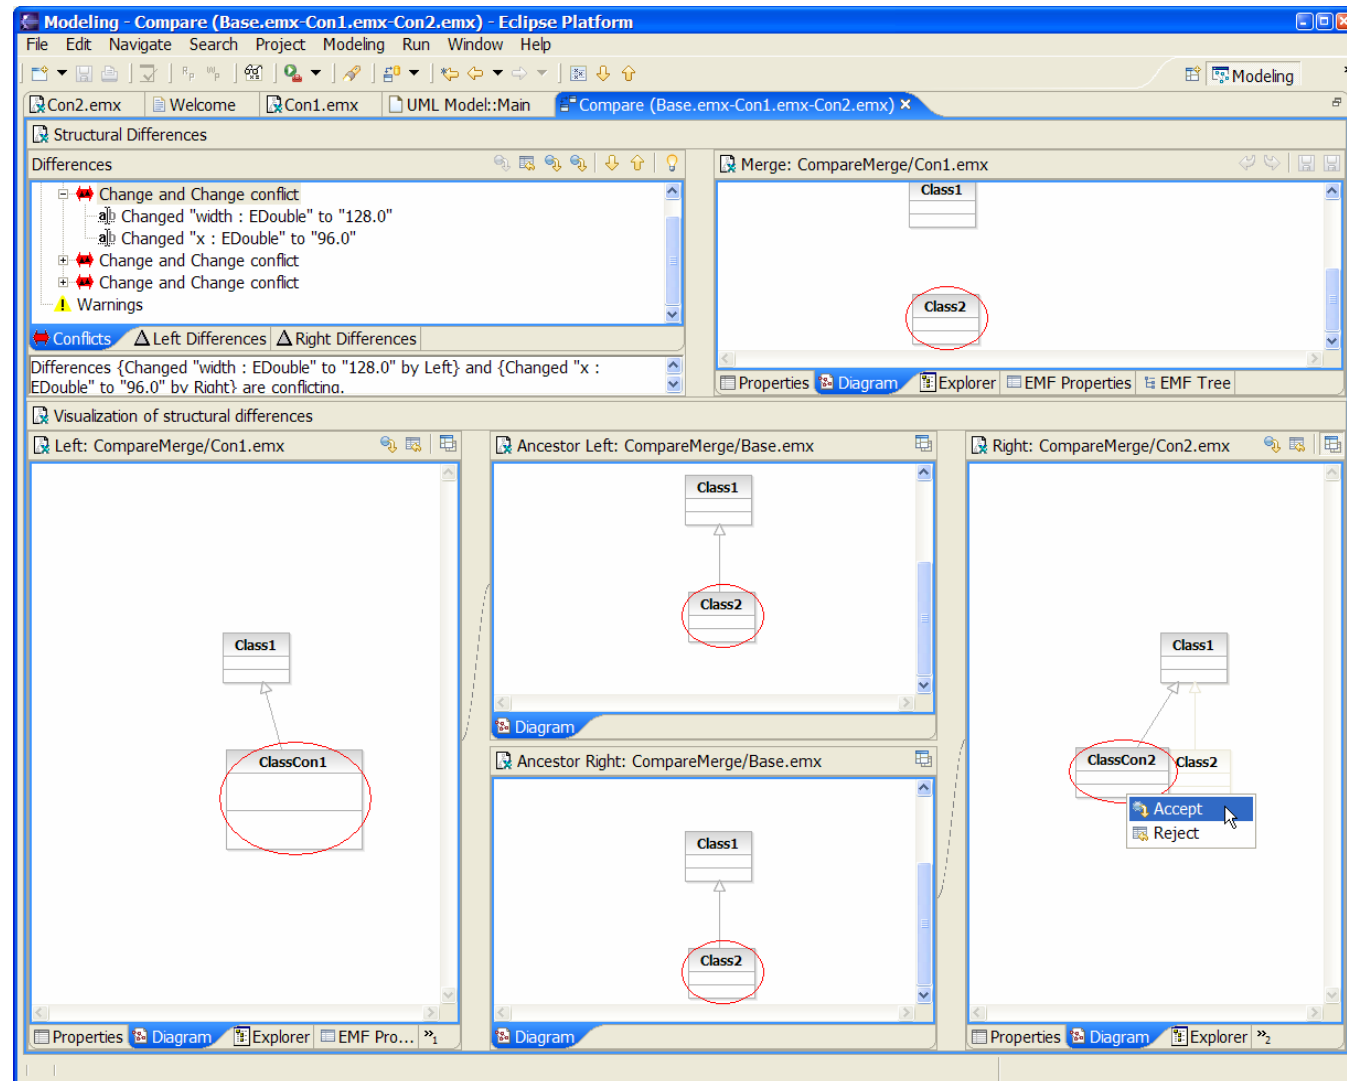 Modeling - Compare (Base.emx-Con1.emx-Con2.emx) - Eclipse Platform
File Edit Navigate Search Project Modeling Run Window Help
Modeling
Con2.emx Welcome Con1.emx UML Model::Main Compare (Base.emx-Con1.emx-Con2.emx)
Structural Differences
Differences
Change and Change conflict
Changed "width : EDouble" to "128.0"
Changed "x : EDouble" to "96.0"
Change and Change conflict
Change and Change conflict
Warnings
Conflicts Left Differences Right Differences
Differences {Changed "width : EDouble" to "128.0" by Left} and {Changed "x :
EDouble" to "96.0" by Right} are conflicting.
Merge: CompareMerge/Con1.emx
Class1
Class2
Properties Diagram Explorer EMF Properties EMF Tree
Visualization of structural differences
Left: CompareMerge/Con1.emx
Class1
ClassCon1
Properties Diagram Explorer EMF Pro... »1
Ancestor Left: CompareMerge/Base.emx
Class1
Class2
Diagram
Ancestor Right: CompareMerge/Base.emx
Class1
Class2
Diagram
Right: CompareMerge/Con2.emx
Class1
ClassCon2 Class2
Accept
Reject
Properties Diagram Explorer »2